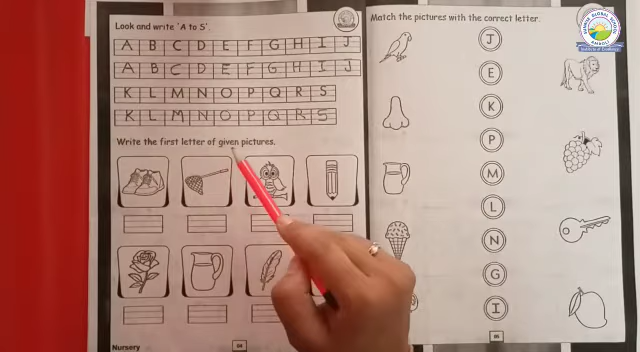 Look and write 'A to S'.
A B C D E F G H I J
A B C D E F G H I J
K L M N O P Q R S
K L M N O P Q R S
Write the first letter of given pictures.
Nursery
Match the pictures with the correct letter.
J
E
K
P
M
L
N
G
I